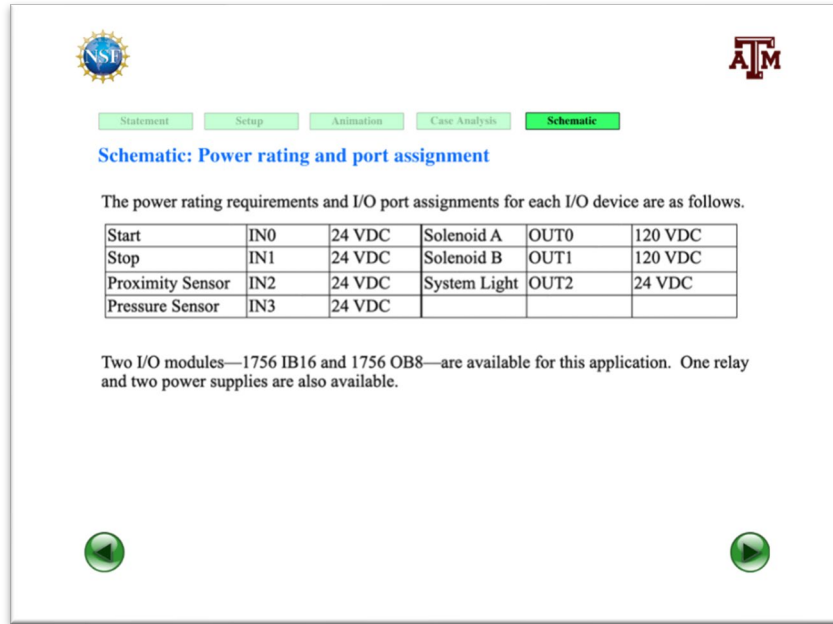 NSF
ATM
Statement Setup Animation Case Analysis Schematic
Schematic: Power rating and port assignment
The power rating requirements and I/O port assignments for each I/O device are as follows.
Start IN0 24 VDC Solenoid A OUT0 120 VDC
Stop IN1 24 VDC Solenoid B OUT1 120 VDC
Proximity Sensor IN2 24 VDC System Light OUT2 24 VDC
Pressure Sensor IN3 24 VDC
Two I/O modules—1756 IB16 and 1756 OB8—are available for this application. One relay
and two power supplies are also available.